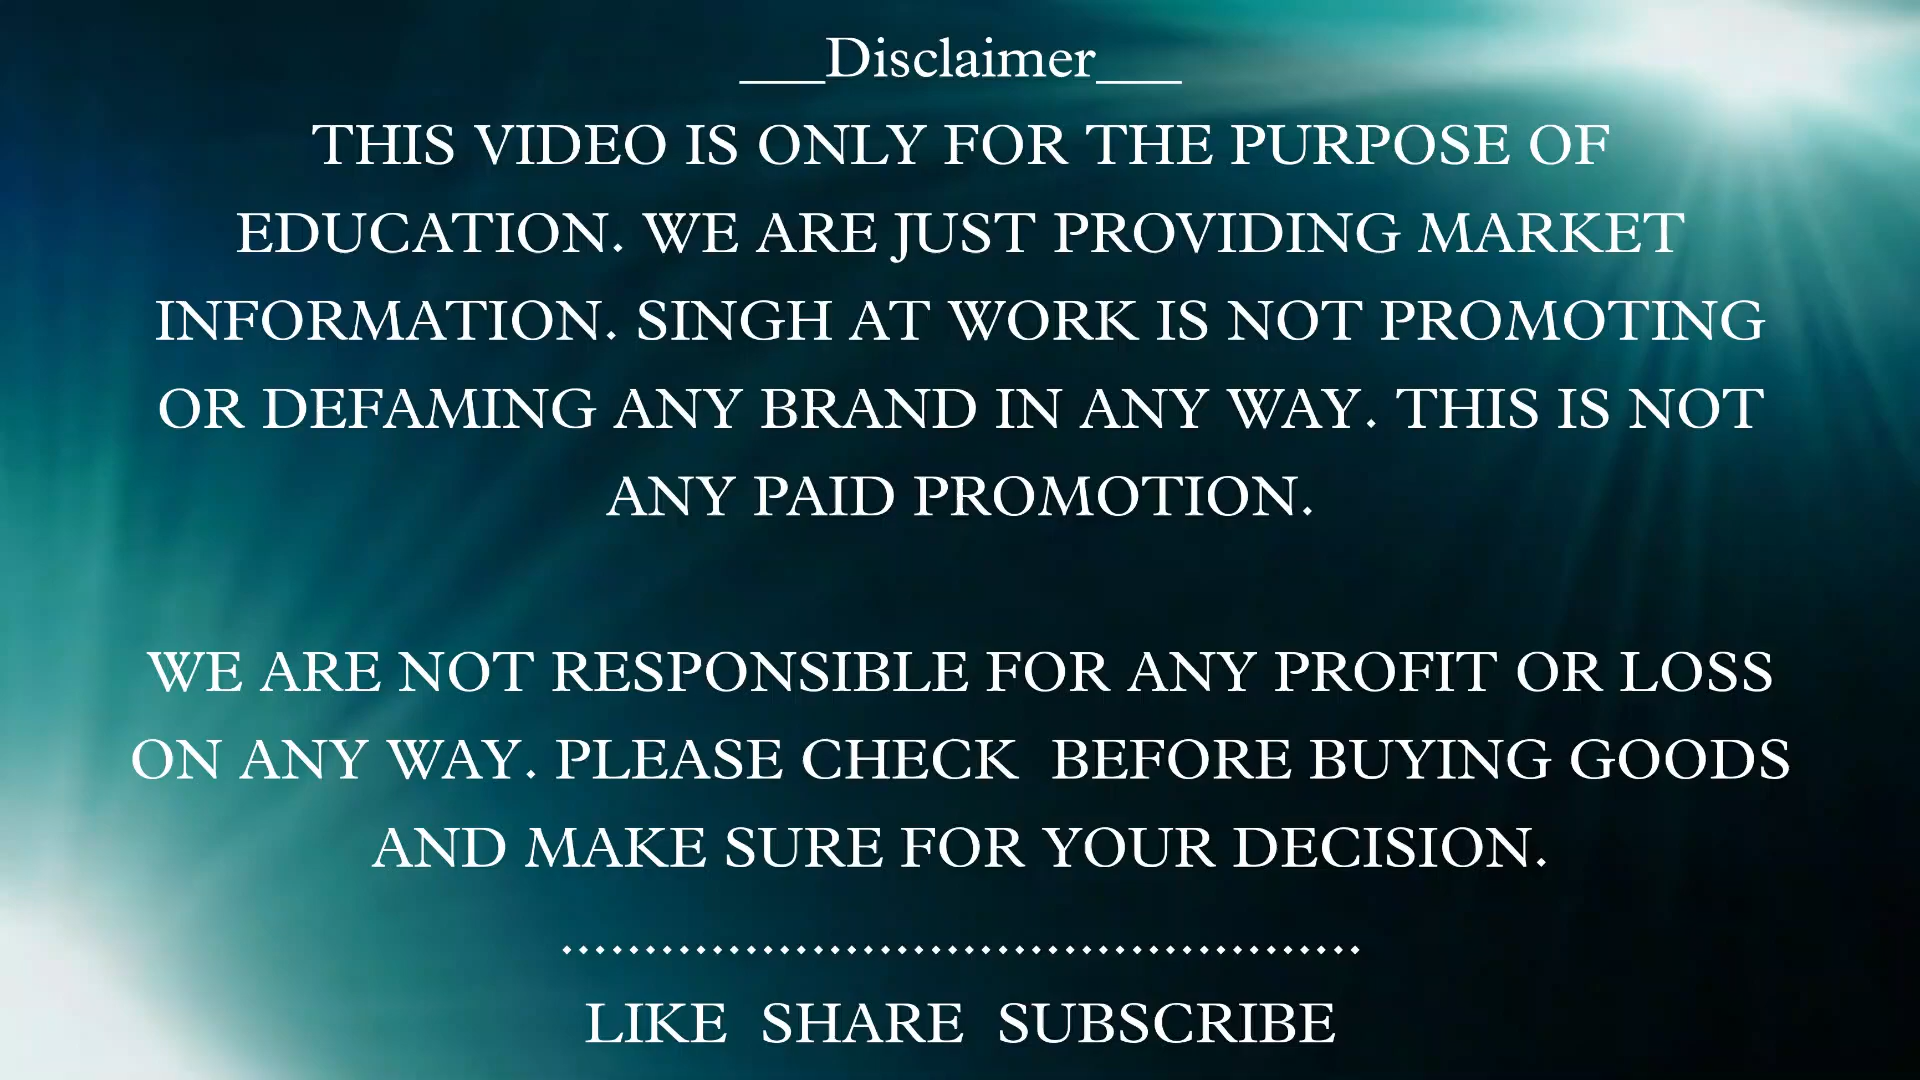 ___Disclaimer___
THIS VIDEO IS ONLY FOR THE PURPOSE OF
EDUCATION. WE ARE JUST PROVIDING MARKET
INFORMATION. SINGH AT WORK IS NOT PROMOTING
OR DEFAMING ANY BRAND IN ANY WAY. THIS IS NOT
ANY PAID PROMOTION.
WE ARE NOT RESPONSIBLE FOR ANY PROFIT OR LOSS
ON ANY WAY. PLEASE CHECK  BEFORE BUYING GOODS
AND MAKE SURE FOR YOUR DECISION.
................................................
LIKE  SHARE  SUBSCRIBE